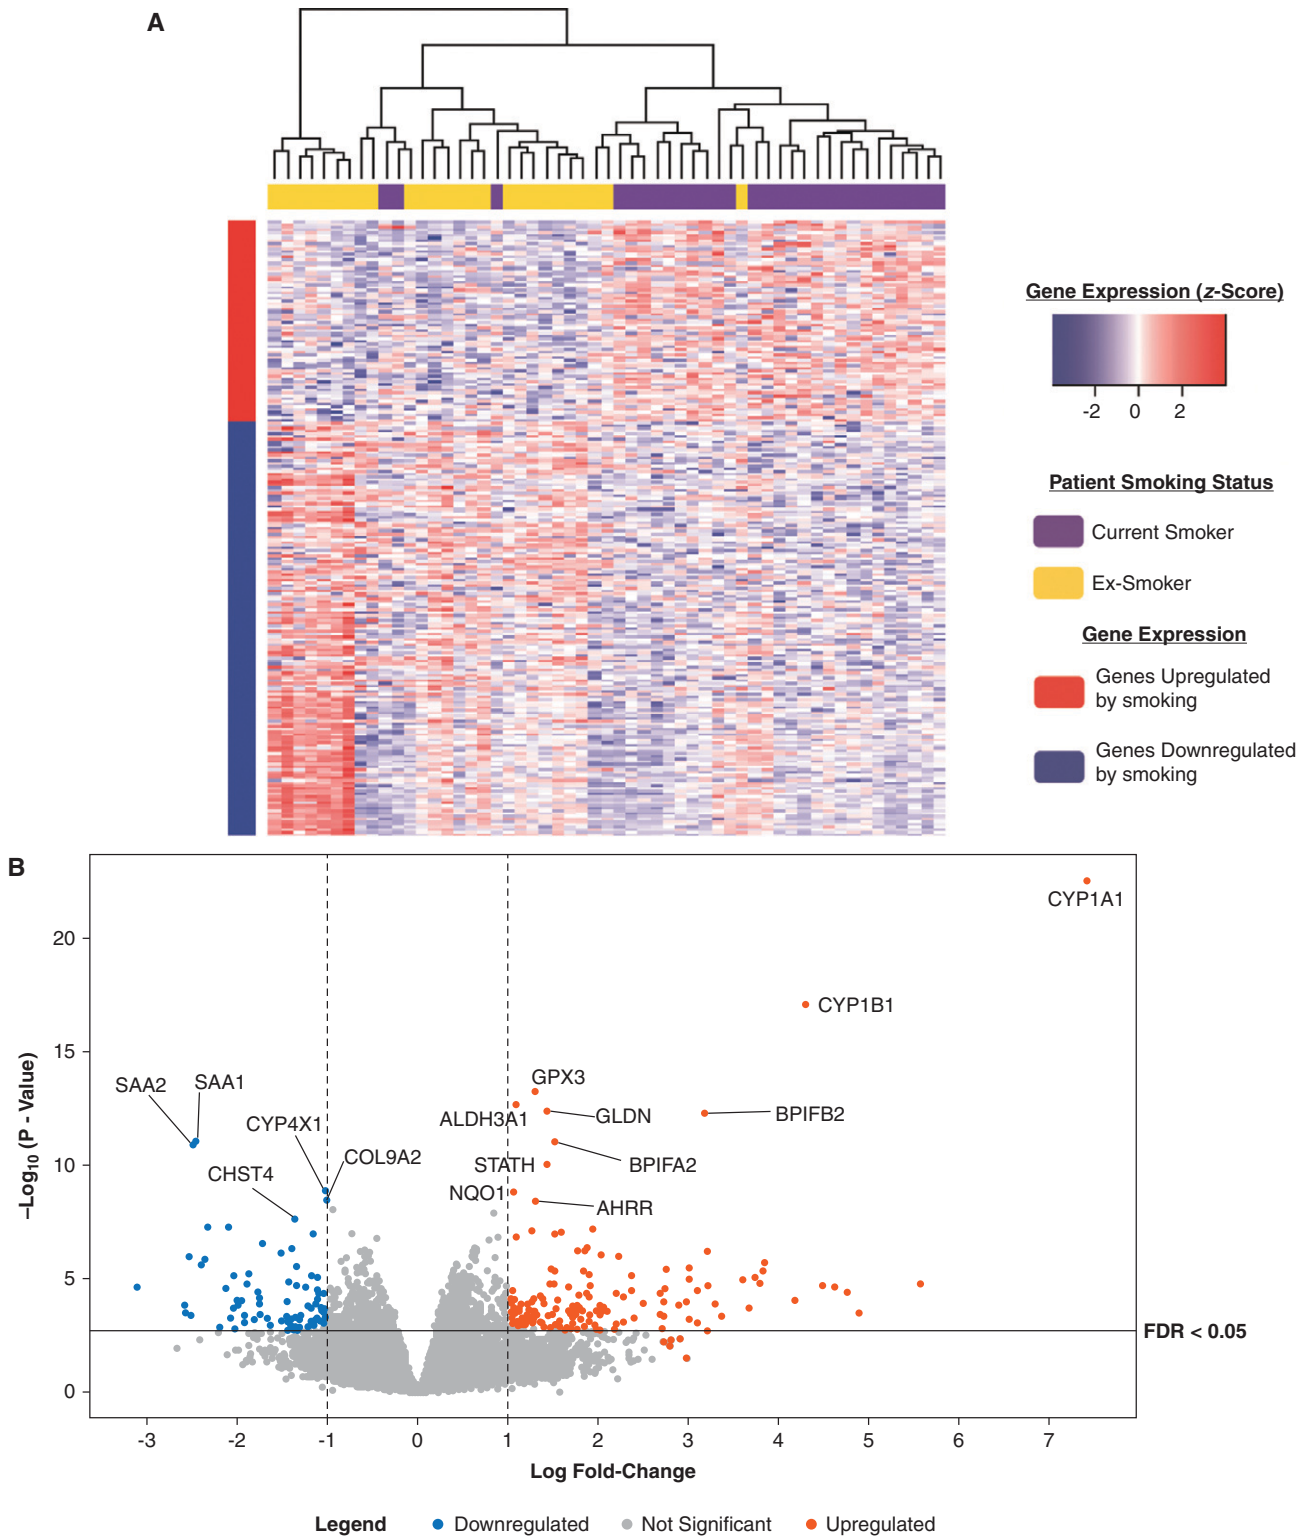 A
Gene Expression (z-Score)
-2 0 2
Patient Smoking Status
Current Smoker
Ex-Smoker
Gene Expression
Genes Upregulated
by smoking
Genes Downregulated
by smoking
B
CYP1A1
20
CYP1B1
15
GPX3
SAA2
SAA1
ALDH3A1
GLDN
BPIFB2
CYP4X1
COL9A2
10
STATH
BPIFA2
CHST4
NQO1
AHRR
–Log10 (P - Value)
5
FDR < 0.05
0
-3 -2 -1 0 1 2 3 4 5 6 7
Log Fold-Change
Legend Downregulated Not Significant Upregulated